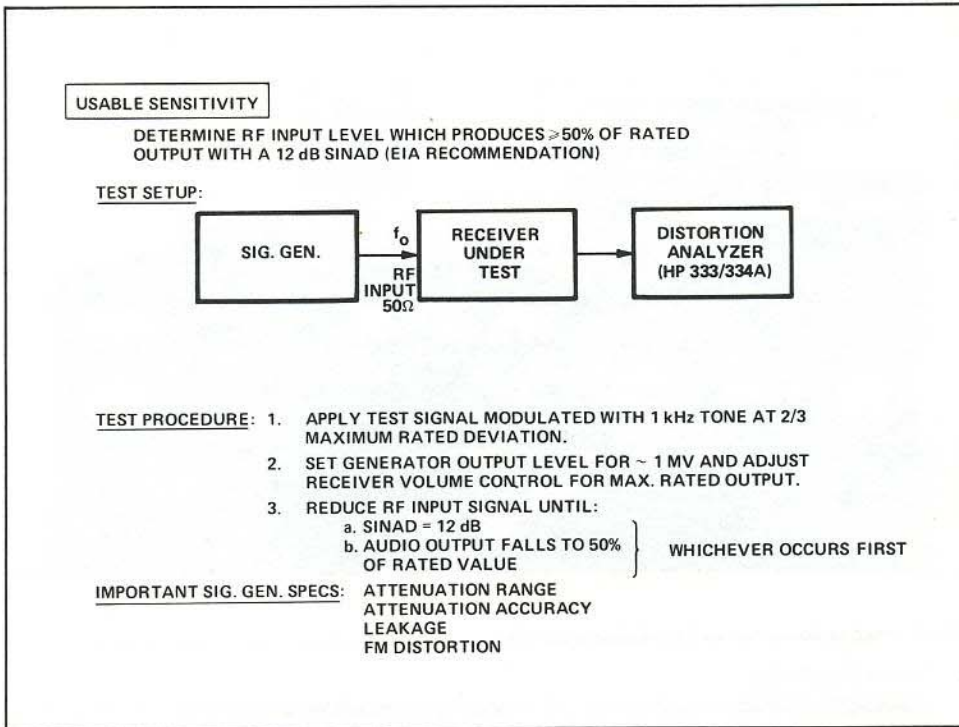 USABLE SENSITIVITY
DETERMINE RF INPUT LEVEL WHICH PRODUCES ⩾50% OF RATED
OUTPUT WITH A 12 dB SINAD (EIA RECOMMENDATION)
TEST SETUP:
SIG. GEN.
fo
RF
INPUT
50Ω
RECEIVER
UNDER
TEST
DISTORTION
ANALYZER
(HP 333/334A)
TEST PROCEDURE: 1. APPLY TEST SIGNAL MODULATED WITH 1 kHz TONE AT 2/3
MAXIMUM RATED DEVIATION.
2. SET GENERATOR OUTPUT LEVEL FOR ~ 1 MV AND ADJUST
RECEIVER VOLUME CONTROL FOR MAX. RATED OUTPUT.
3. REDUCE RF INPUT SIGNAL UNTIL:
a. SINAD = 12 dB
b. AUDIO OUTPUT FALLS TO 50%
OF RATED VALUE
WHICHEVER OCCURS FIRST
IMPORTANT SIG. GEN. SPECS: ATTENUATION RANGE
ATTENUATION ACCURACY
LEAKAGE
FM DISTORTION